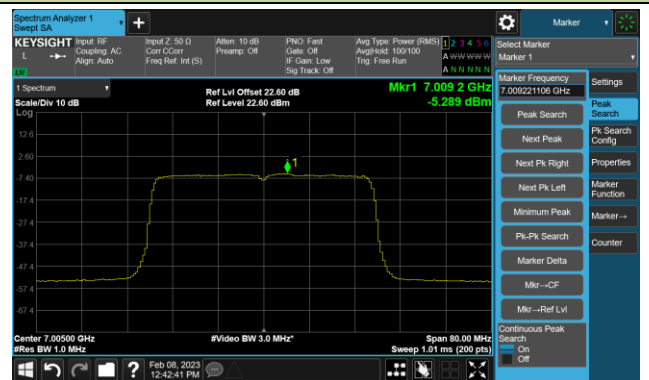 Spectrum Analyzer 1
Swept SA
+
Marker
KEYSIGHT
L
LW
Input: RF
Coupling: AC
Align: Auto
Input Z: 50 Ω
Corr CCorr
Freq Ref: Int (S)
Atten: 10 dB
Preamp: Off
PNO: Fast
Gate: Off
IF Gain: Low
Sig Track: Off
Avg Type: Power (RMS)
Avg|Hold: 100/100
Trig: Free Run
1 2 3 4 5 6
A W W W W W
A N N N N N
Select Marker
Marker 1
1 Spectrum
Scale/Div 10 dB
Log
Ref Lvl Offset 22.60 dB
Ref Level 22.60 dBm
Mkr1 7.009 2 GHz
-5.289 dBm
12.6
2.60
-7.40
-17.4
-27.4
-37.4
-47.4
-57.4
-67.4
1
Center 7.00500 GHz
#Res BW 1.0 MHz
#Video BW 3.0 MHz*
Span 80.00 MHz
Sweep 1.01 ms (200 pts)
Marker Frequency
7.009221106 GHz
Peak Search
Next Peak
Next Pk Right
Next Pk Left
Minimum Peak
Pk-Pk Search
Marker Delta
Mkr→CF
Mkr→Ref Lvl
Continuous Peak
Search
On
Off
Settings
Peak
Search
Pk Search
Config
Properties
Marker
Function
Marker→
Counter
?
Feb 08, 2023
12:42:41 PM